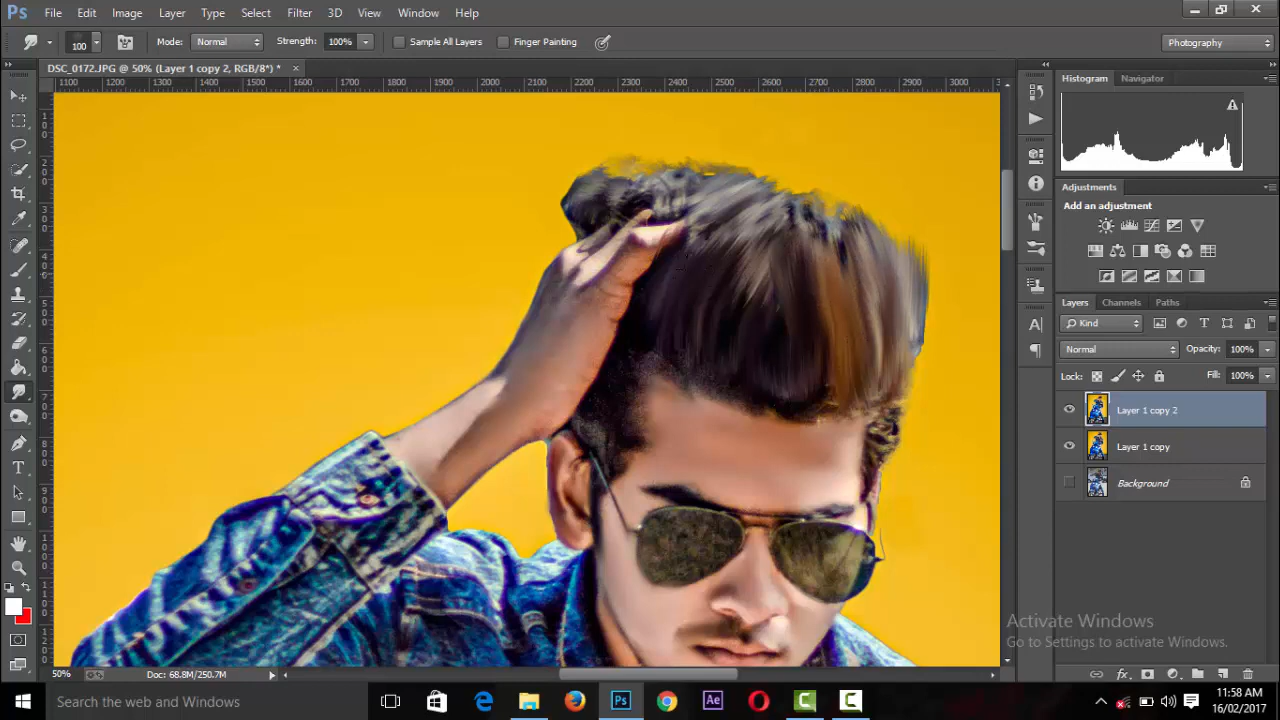 Ps File Edit Image Layer Type Select Filter 3D View Window Help
100 Mode: Normal Strength: 100% Sample All Layers Finger Painting Photography
DSC_0172.JPG @ 50% (Layer 1 copy 2, RGB/8*) * ×
1100 1200 1300 1400 1500 1600 1700 1800 1900 2000 2100 2200 2300 2400 2500 2600 2700 2800 2900 3000
Histogram Navigator
Adjustments
Add an adjustment
Layers Channels Paths
Kind
Normal Opacity: 100%
Lock: Fill: 100%
Layer 1 copy 2
Layer 1 copy
Background
Activate Windows
Go to Settings to activate Windows.
50% Doc: 68.8M/250.7M
Search the web and Windows
Ps Ae
11:58 AM
16/02/2017